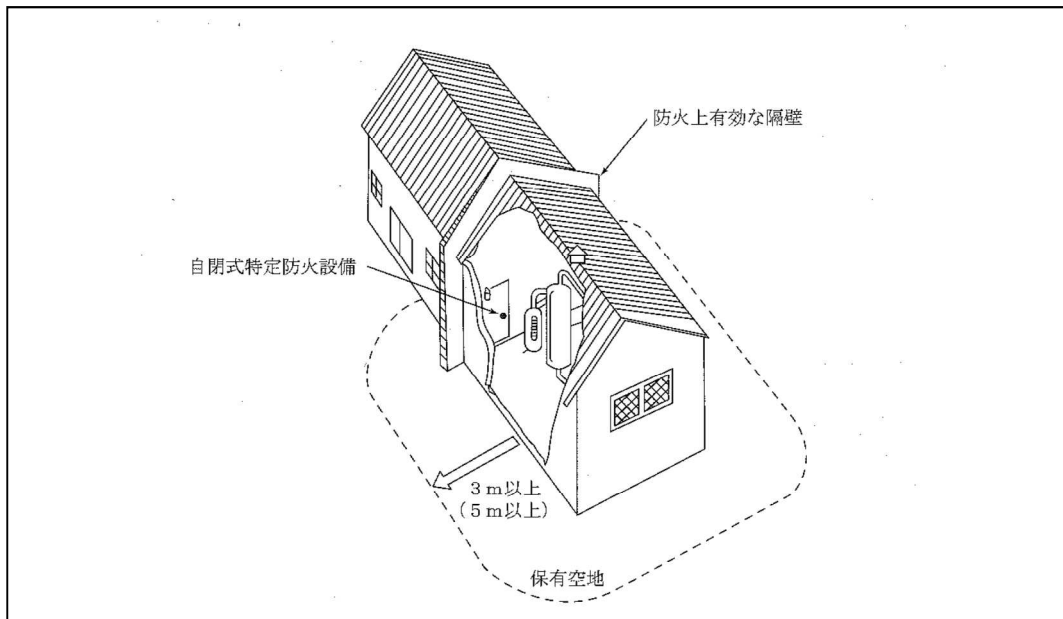 防火上有効な隔壁
自閉式特定防火設備
3m以上
(5m以上)
保有空地